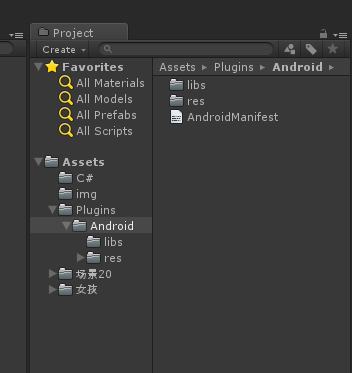 Project
Create
Favorites
All Materials
All Models
All Prefabs
All Scripts
Assets
C#
img
Plugins
Android
libs
res
场景20
女孩
Assets ▸ Plugins ▸ Android ▸
libs
res
AndroidManifest